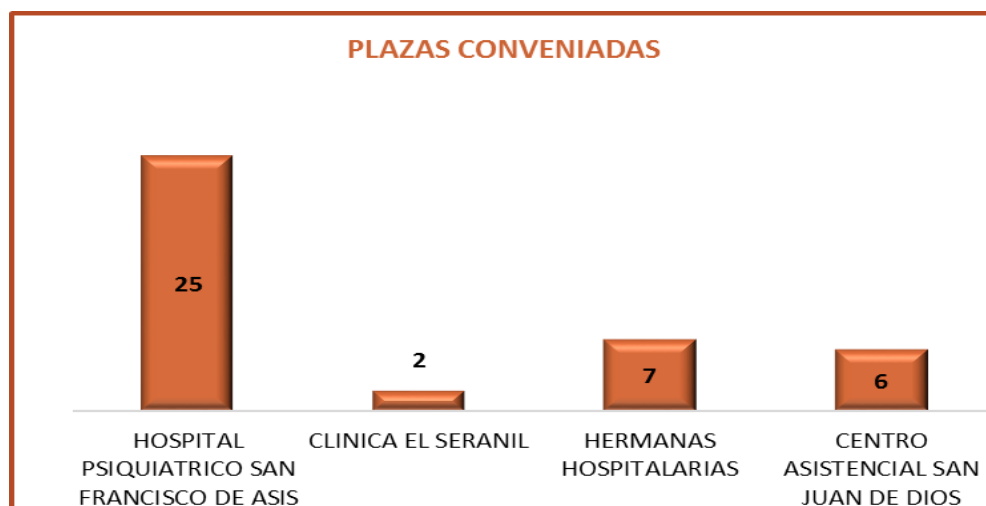 PLAZAS CONVENIADAS
25
2
7
6
HOSPITAL
PSIQUIATRICO SAN
FRANCISCO DE ASIS
CLINICA EL SERANIL
HERMANAS
HOSPITALARIAS
CENTRO
ASISTENCIAL SAN
JUAN DE DIOS